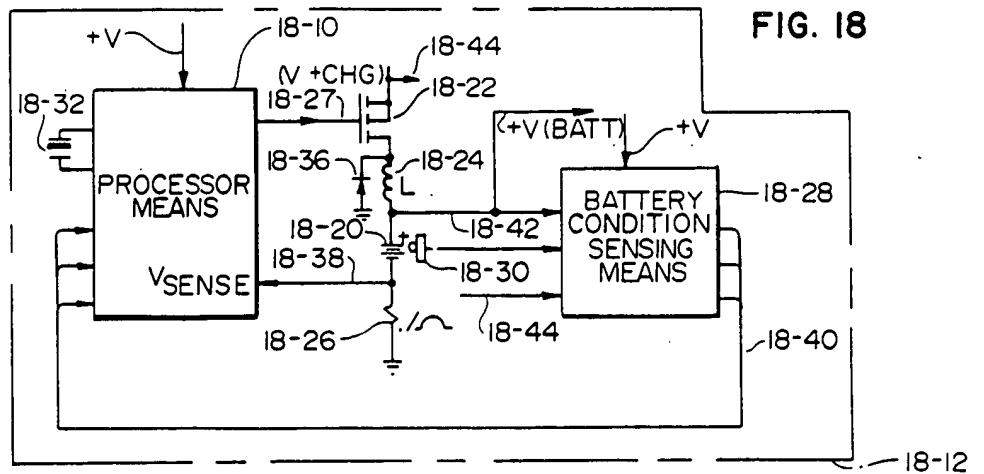 FIG. 18
+V
18-10
18-44
(V +CHG)
18-22
18-27
18-32
+V(BATT)
+V
18-36
18-24
L
18-28
PROCESSOR
MEANS
BATTERY
CONDITION
SENSING
MEANS
18-20
+
18-42
18-38
18-30
VSENSE
18-26
18-44
18-40
18-12